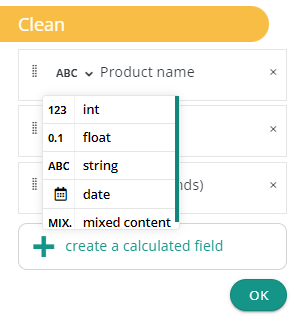 Clean
ABC Product name ×
123 int
×
0.1 float
ABC string
nds) ×
date
MIX. mixed content
create a calculated field
OK